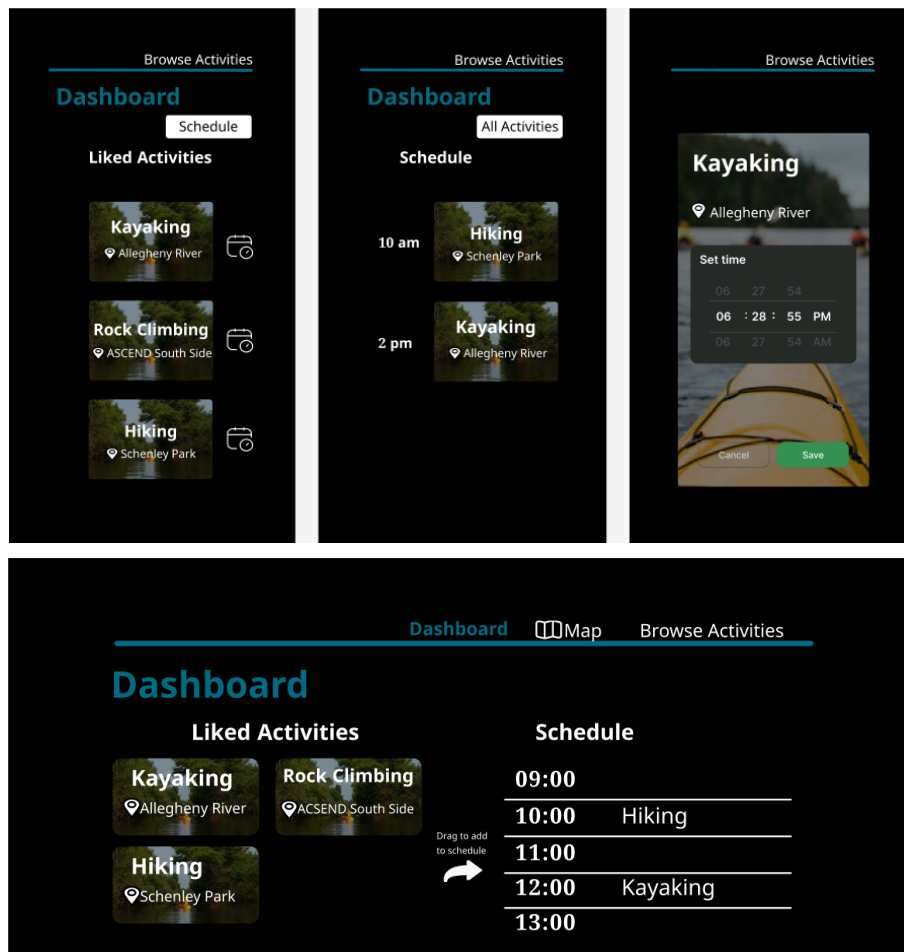 Browse Activities
Dashboard
Schedule
Liked Activities
Kayaking
Allegheny River
Rock Climbing
ASCEND South Side
Hiking
Schenley Park
Browse Activities
Dashboard
All Activities
Schedule
10 am
Hiking
Schenley Park
2 pm
Kayaking
Allegheny River
Browse Activities
Kayaking
Allegheny River
Set time
06 27 54
06 : 28 : 55 PM
06 27 54 AM
Cancel Save
Dashboard Map Browse Activities
Dashboard
Liked Activities
Kayaking
Allegheny River
Rock Climbing
ACSEND South Side
Hiking
Schenley Park
Drag to add
to schedule
Schedule
09:00
10:00 Hiking
11:00
12:00 Kayaking
13:00